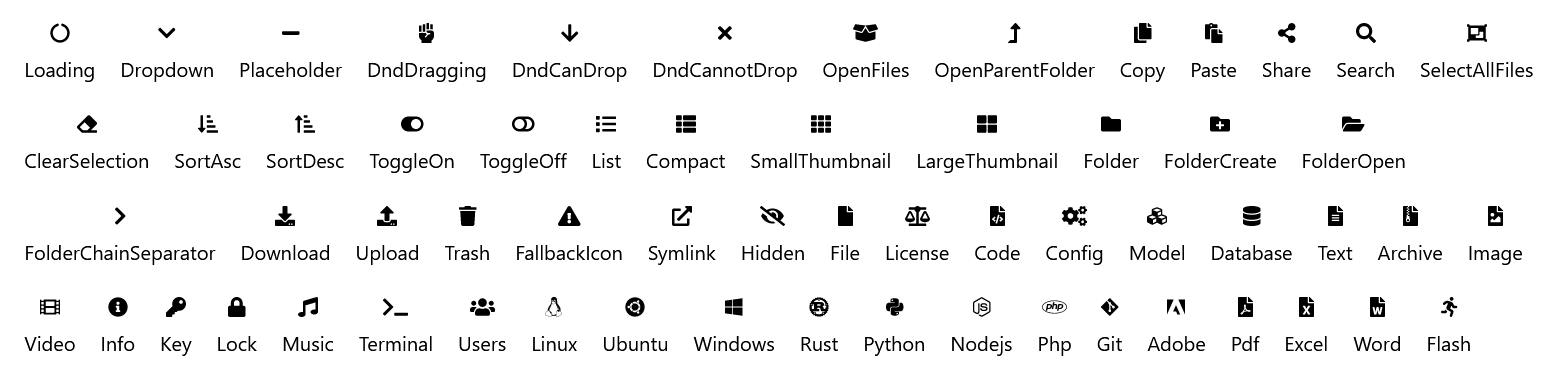 Loading Dropdown Placeholder DndDragging DndCanDrop DndCannotDrop OpenFiles OpenParentFolder Copy Paste Share Search SelectAllFiles
ClearSelection SortAsc SortDesc ToggleOn ToggleOff List Compact SmallThumbnail LargeThumbnail Folder FolderCreate FolderOpen
FolderChainSeparator Download Upload Trash FallbackIcon Symlink Hidden File License Code Config Model Database Text Archive Image
Video Info Key Lock Music Terminal Users Linux Ubuntu Windows Rust Python Nodejs Php Git Adobe Pdf Excel Word Flash